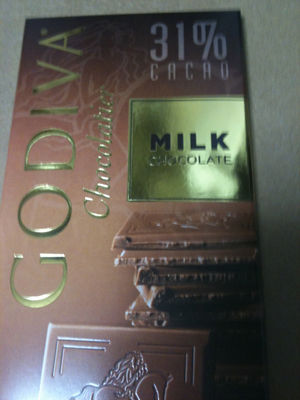 GODIVA
Chocolatier
31%
CACAO
MILK
CHOCOLATE